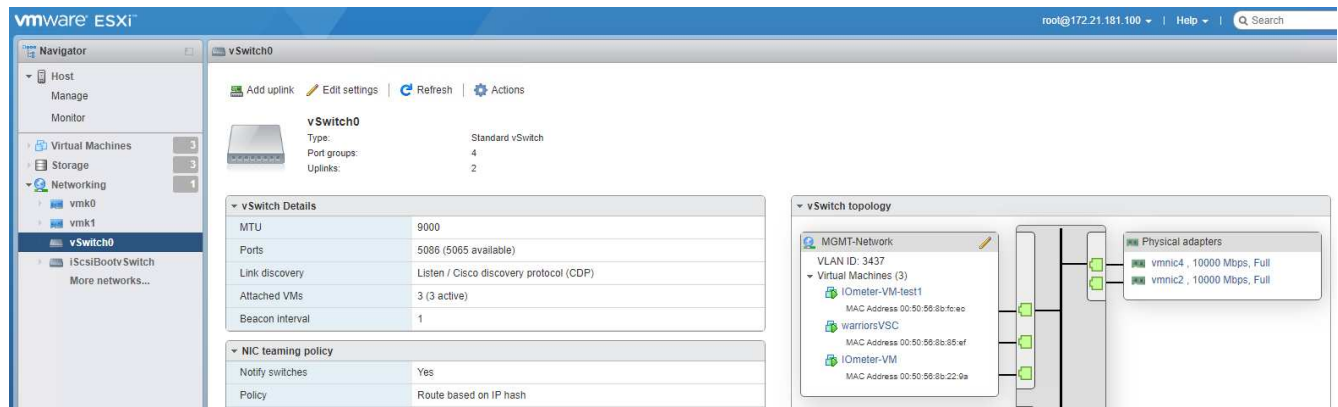 vmware ESXi™
root@172.21.181.100 | Help | Search
Navigator
Host
Manage
Monitor
Virtual Machines 3
Storage 3
Networking 1
vmk0
vmk1
vSwitch0
iScsiBootvSwitch
More networks...
vSwitch0
Add uplink Edit settings | Refresh | Actions
vSwitch0
Type: Standard vSwitch
Port groups: 4
Uplinks: 2
vSwitch Details
MTU 9000
Ports 5086 (5065 available)
Link discovery Listen / Cisco discovery protocol (CDP)
Attached VMs 3 (3 active)
Beacon interval 1
NIC teaming policy
Notify switches Yes
Policy Route based on IP hash
vSwitch topology
MGMT-Network
VLAN ID: 3437
Virtual Machines (3)
IOmeter-VM-test1
MAC Address 00:50:56:8b:fc:ec
warriorsVSC
MAC Address 00:50:56:8b:85:ef
IOmeter-VM
MAC Address 00:50:56:8b:22:9a
Physical adapters
vmnic4 , 10000 Mbps, Full
vmnic2 , 10000 Mbps, Full